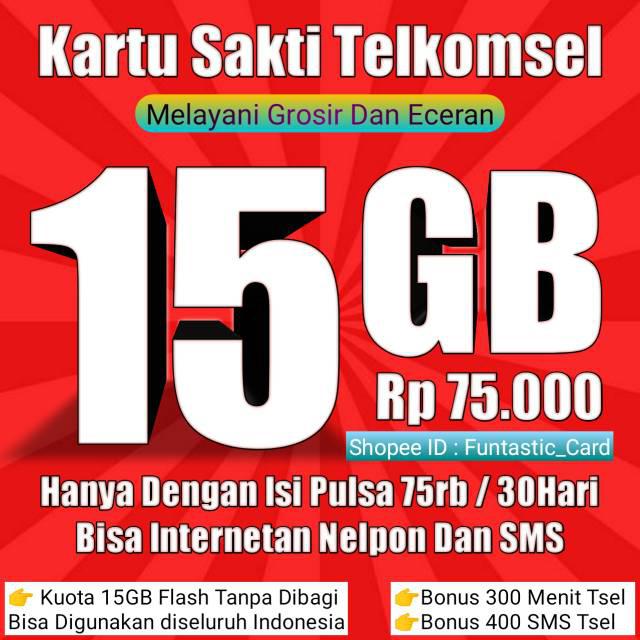 Kartu Sakti Telkomsel
Melayani Grosir Dan Eceran
15 GB
Rp 75.000
Shopee ID : Funtastic_Card
Hanya Dengan Isi Pulsa 75rb / 30Hari
Bisa Internetan Nelpon Dan SMS
👉 Kuota 15GB Flash Tanpa Dibagi
Bisa Digunakan diseluruh Indonesia
👉Bonus 300 Menit Tsel
👉Bonus 400 SMS Tsel